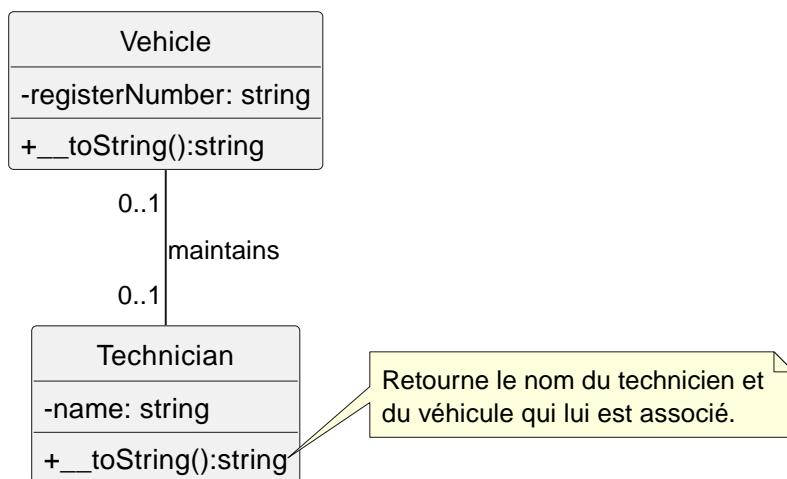 Vehicle
-registerNumber: string
+__toString():string
0..1
maintains
0..1
Technician
-name: string
+__toString():string
Retourne le nom du technicien et
du véhicule qui lui est associé.